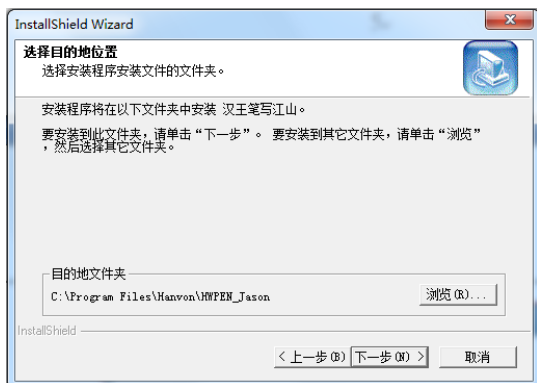 InstallShield Wizard
选择目的地位置
选择安装程序安装文件的文件夹。
安装程序将在以下文件夹中安装 汉王笔写江山。
要安装到此文件夹，请单击“下一步”。 要安装到其它文件夹，请单击“浏览”
，然后选择其它文件夹。
目的地文件夹
C:\Program Files\Hanvon\HWPEN_Jason
浏览(R)...
InstallShield
< 上一步(B)
下一步(N) >
取消